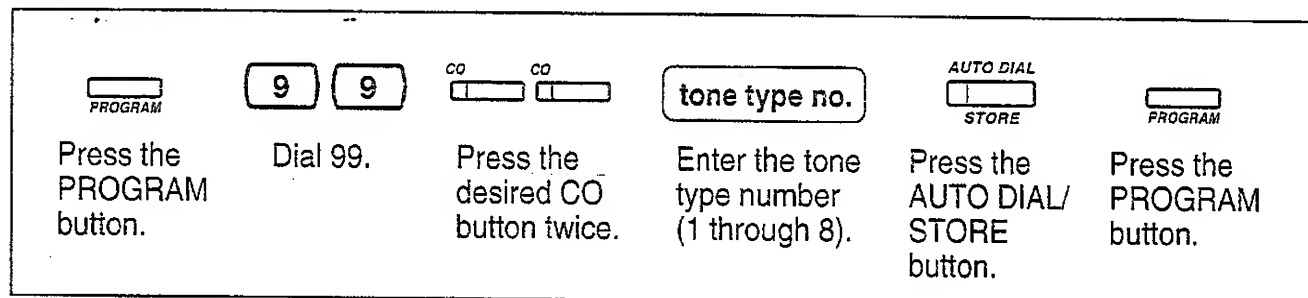 PROGRAM
9 9
CO CO
tone type no.
AUTO DIAL
STORE
PROGRAM
Press the
PROGRAM
button.
Dial 99.
Press the
desired CO
button twice.
Enter the tone
type number
(1 through 8).
Press the
AUTO DIAL/
STORE
button.
Press the
PROGRAM
button.